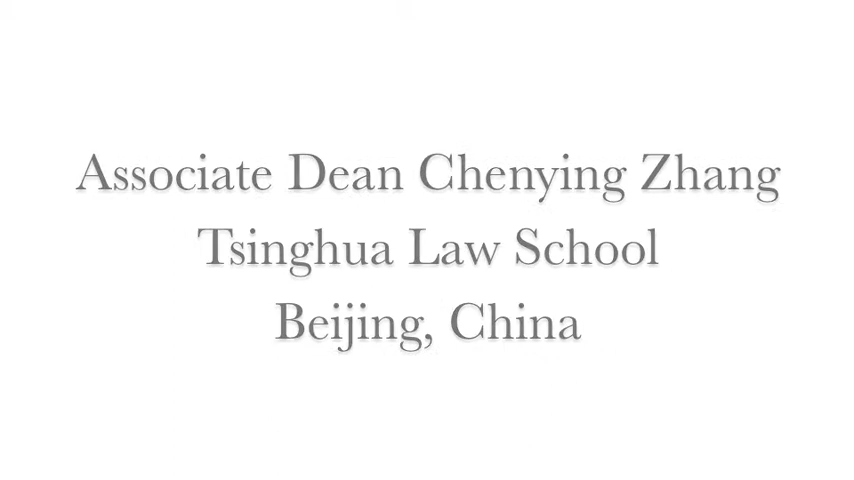 Associate Dean Chenying Zhang
Tsinghua Law School
Beijing, China